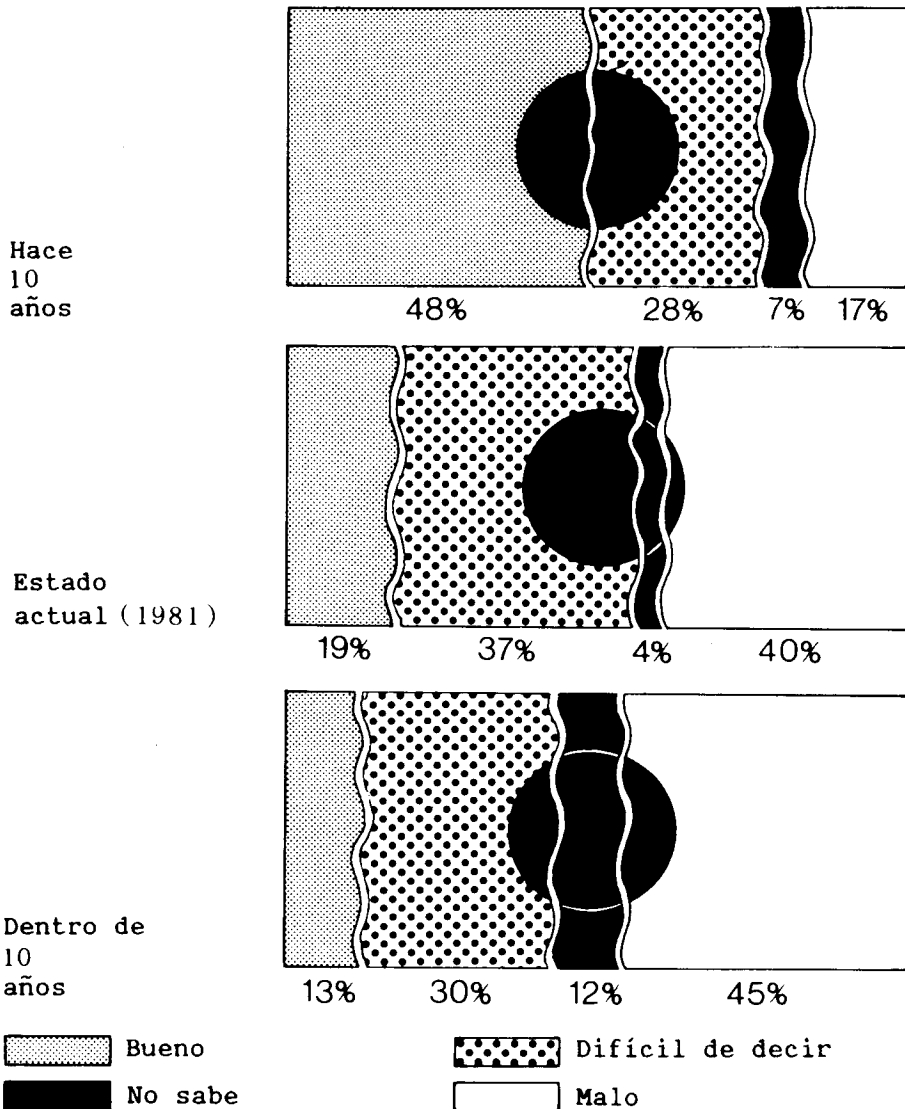 Hace
10
años
48% 28% 7% 17%
Estado
actual (1981)
19% 37% 4% 40%
Dentro de
10
años
13% 30% 12% 45%
Bueno Difícil de decir
No sabe Malo